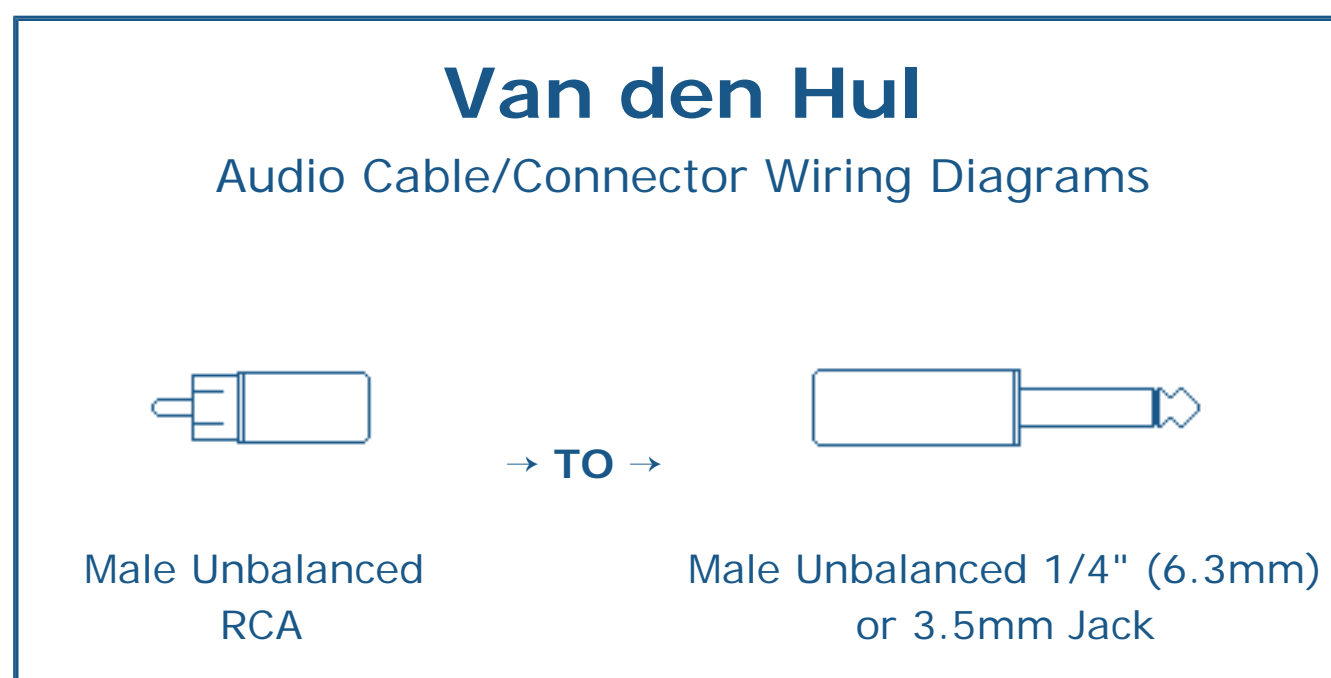 Van den Hul
Audio Cable/Connector Wiring Diagrams
→ TO →
Male Unbalanced
RCA
Male Unbalanced 1/4" (6.3mm)
or 3.5mm Jack